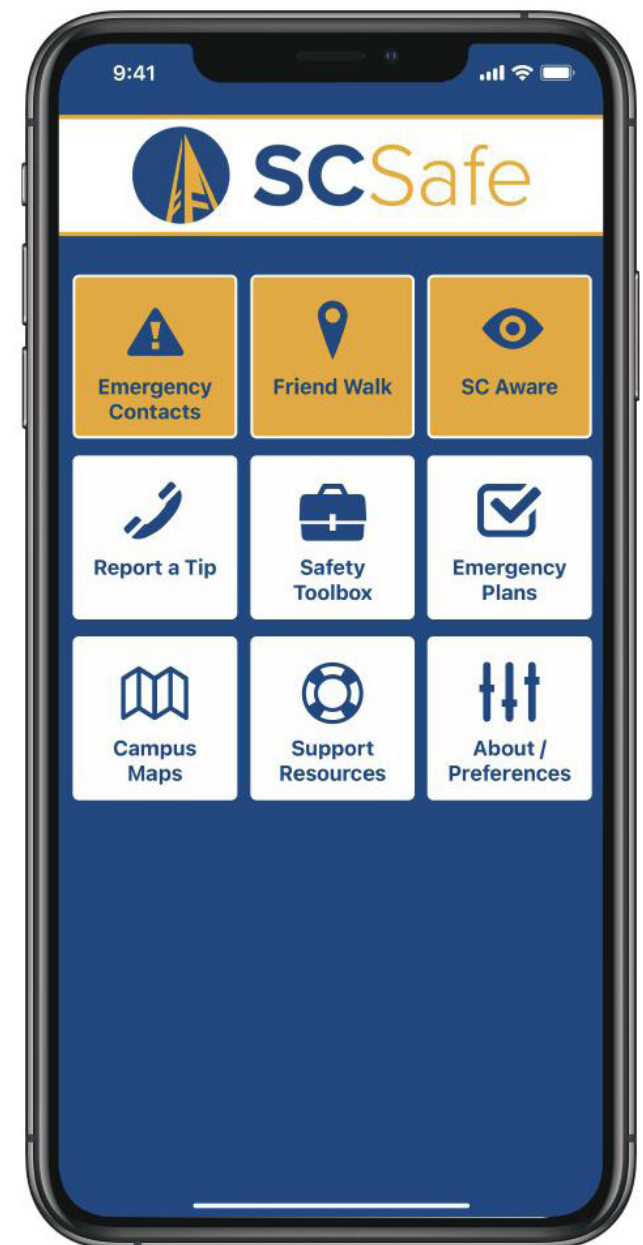 9:41
SCSafe
Emergency
Contacts
Friend Walk
SC Aware
Report a Tip
Safety
Toolbox
Emergency
Plans
Campus
Maps
Support
Resources
About /
Preferences